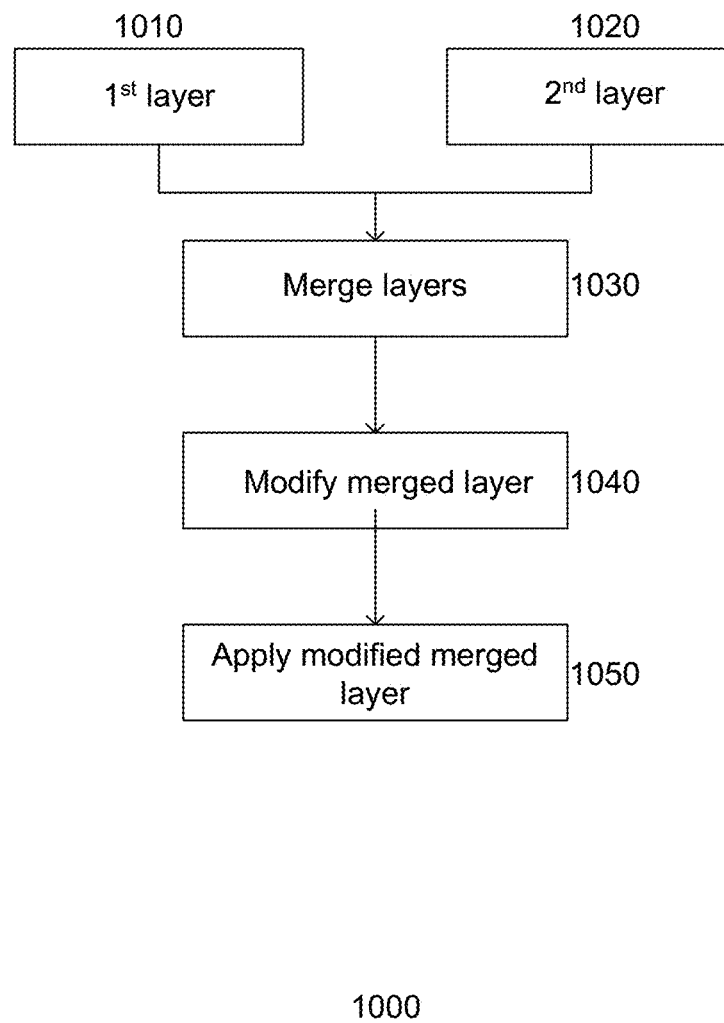 1010
1020
1st layer
2nd layer
Merge layers
1030
Modify merged layer
1040
Apply modified merged
layer
1050
1000